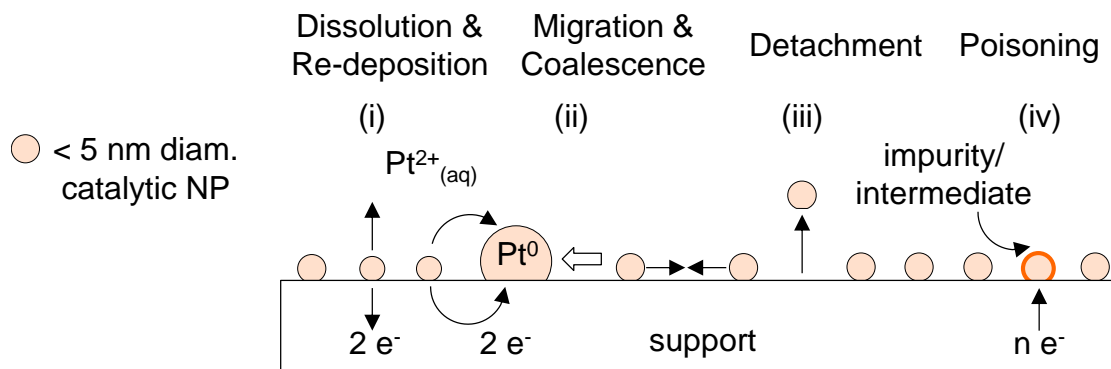 Dissolution &
Re-deposition
(i)
Migration &
Coalescence
(ii)
Detachment
(iii)
Poisoning
(iv)
< 5 nm diam.
catalytic NP
Pt²⁺(aq)
impurity/
intermediate
Pt⁰
2 e⁻
2 e⁻
support
n e⁻